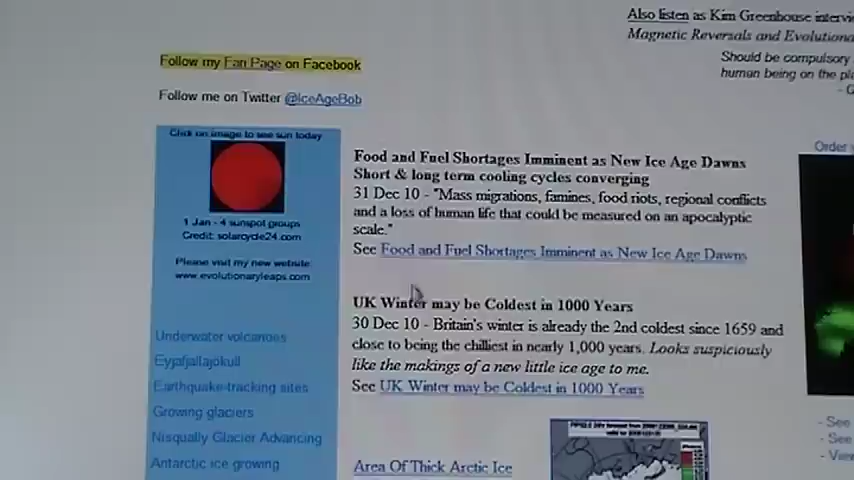 Also listen as Kim Greenhouse
Magnetic Reversals and
Should be compulsory
human being on the
Follow my Fan Page on Facebook
Follow me on Twitter @IceAgeBob
Click on image to see sun today
1 Jan - 4 sunspot groups
Credit: solarcycle24.com
Please visit my new website:
www.evolutionaryleaps.com
Underwater volcanoes
Eyjafjallajokull
Earthquake-tracking sites
Growing glaciers
Nisqually Glacier Advancing
Antarctic ice growing
Food and Fuel Shortages Imminent as New Ice Age Dawns
Short & long term cooling cycles converging
31 Dec 10 - "Mass migrations, famines, food riots, regional conflicts
and a loss of human life that could be measured on an apocalyptic
scale."
See Food and Fuel Shortages Imminent as New Ice Age Dawns
UK Winter may be Coldest in 1000 Years
30 Dec 10 - Britain's winter is already the 2nd coldest since 1659 and
close to being the chilliest in nearly 1,000 years. Looks suspiciously
like the makings of a new little ice age to me.
See UK Winter may be Coldest in 1000 Years
Area Of Thick Arctic Ice
Order
- See
- See